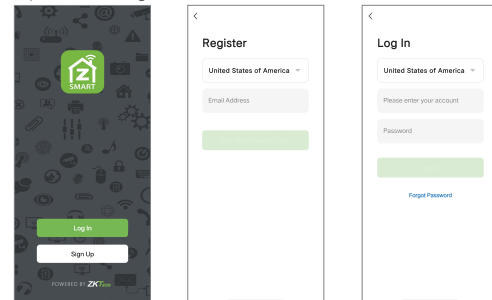 Z
SMART
Log In
Sign Up
POWERED BY ZKTeco
<
Register
United States of America
Email Address
<
Log In
United States of America
Please enter your account
Password
Forgot Password